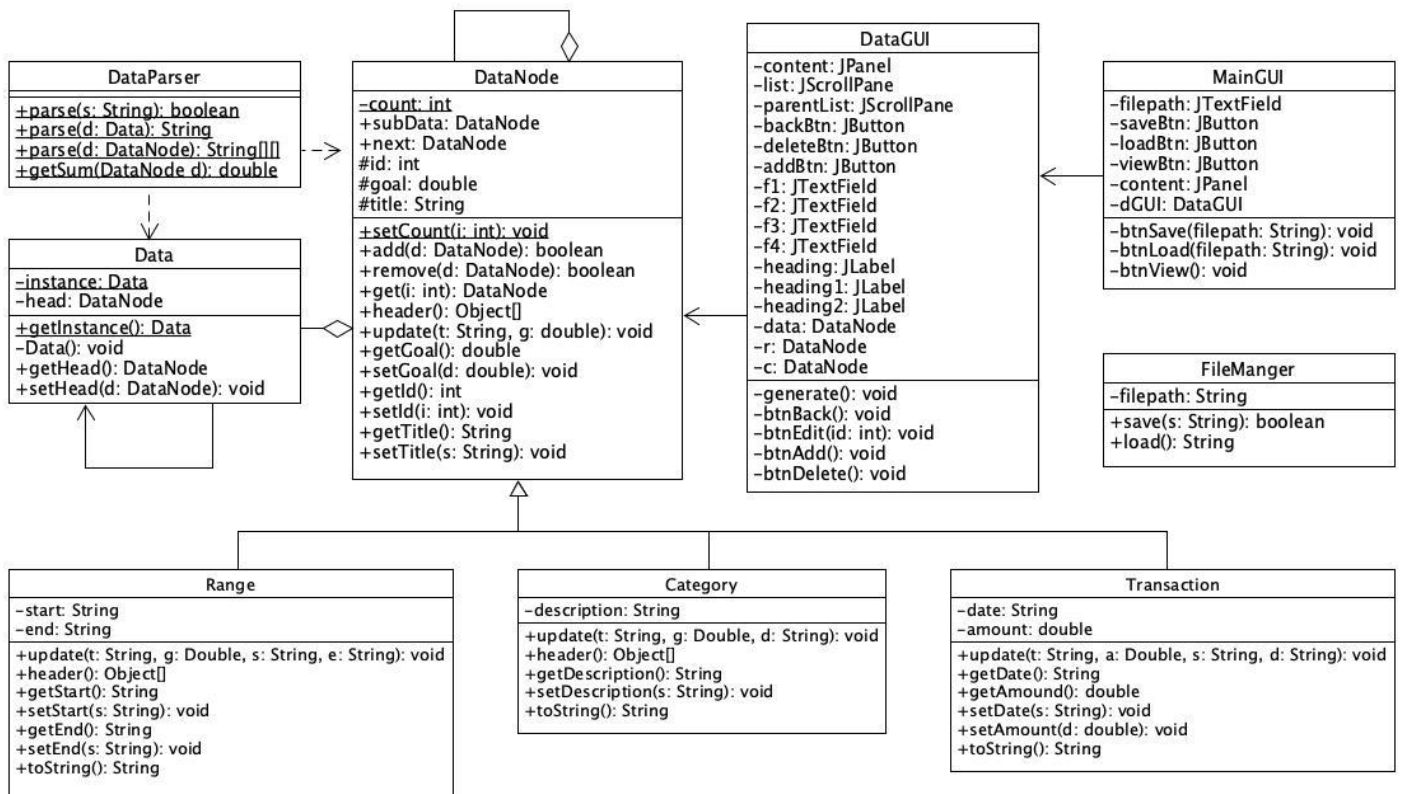 DataParser
+parse(s: String): boolean
+parse(d: Data): String
+parse(d: DataNode): String[][]
+getSum(DataNode d): double
Data
-instance: Data
-head: DataNode
+getInstance(): Data
-Data(): void
+getHead(): DataNode
+setHead(d: DataNode): void
DataNode
-count: int
+subData: DataNode
+next: DataNode
#id: int
#goal: double
#title: String
+setCount(i: int): void
+add(d: DataNode): boolean
+remove(d: DataNode): boolean
+get(i: int): DataNode
+header(): Object[]
+update(t: String, g: double): void
+getGoal(): double
+setGoal(d: double): void
+getId(): int
+setId(i: int): void
+getTitle(): String
+setTitle(s: String): void
DataGUI
-content: JPanel
-list: JScrollPane
-parentList: JScrollPane
-backBtn: JButton
-deleteBtn: JButton
-addBtn: JButton
-f1: JTextField
-f2: JTextField
-f3: JTextField
-f4: JTextField
-heading: JLabel
-heading1: JLabel
-heading2: JLabel
-data: DataNode
-r: DataNode
-c: DataNode
-generate(): void
-btnBack(): void
-btnEdit(id: int): void
-btnAdd(): void
-btnDelete(): void
MainGUI
-filepath: JTextField
-saveBtn: JButton
-loadBtn: JButton
-viewBtn: JButton
-content: JPanel
-dGUI: DataGUI
-btnSave(filepath: String): void
-btnLoad(filepath: String): void
-btnView(): void
FileManger
-filepath: String
+save(s: String): boolean
+load(): String
Range
-start: String
-end: String
+update(t: String, g: Double, s: String, e: String): void
+header(): Object[]
+getStart(): String
+setStart(s: String): void
+getEnd(): String
+setEnd(s: String): void
+toString(): String
Category
-description: String
+update(t: String, g: Double, d: String): void
+header(): Object[]
+getDescription(): String
+setDescription(s: String): void
+toString(): String
Transaction
-date: String
-amount: double
+update(t: String, a: Double, s: String, d: String): void
+getDate(): String
+getAmound(): double
+setDate(s: String): void
+setAmount(d: double): void
+toString(): String